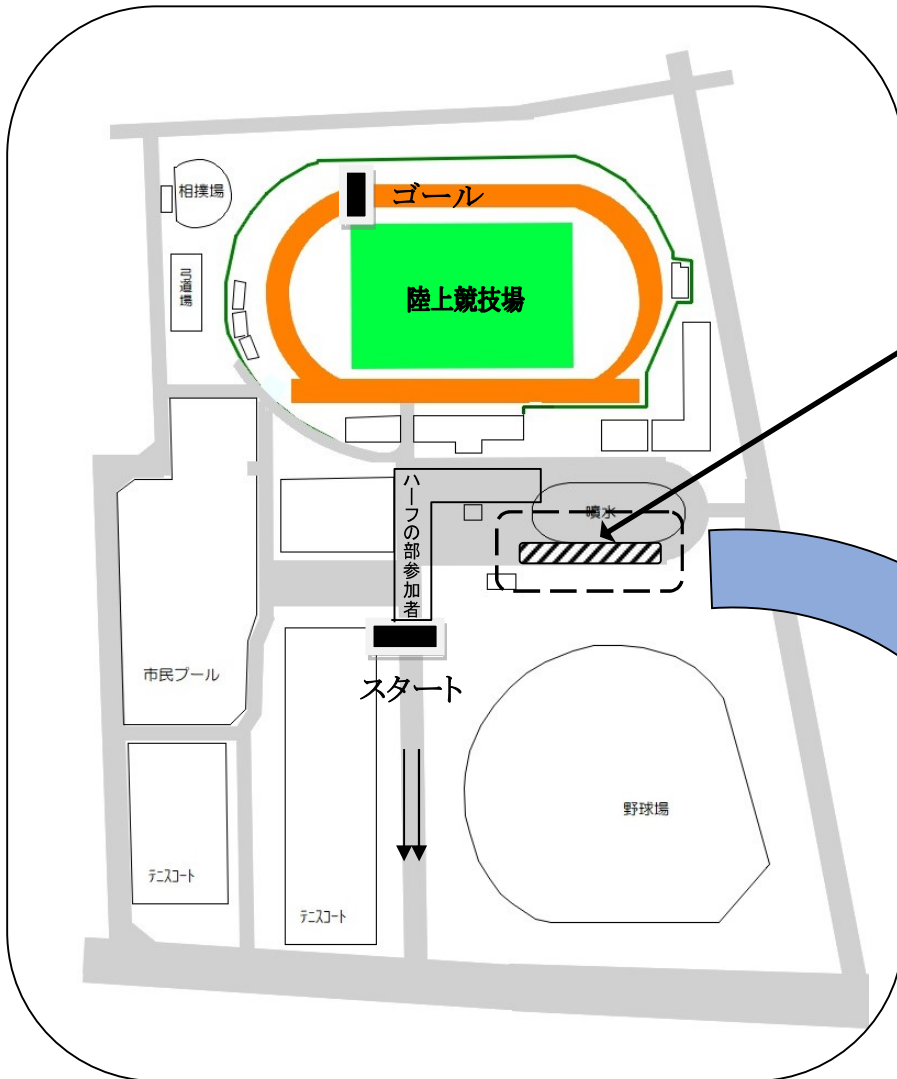 相撲場
ゴール
弓道場
陸上競技場
ハーフの部参加者
噴水
スタート
市民プール
野球場
テニスコート
テニスコート